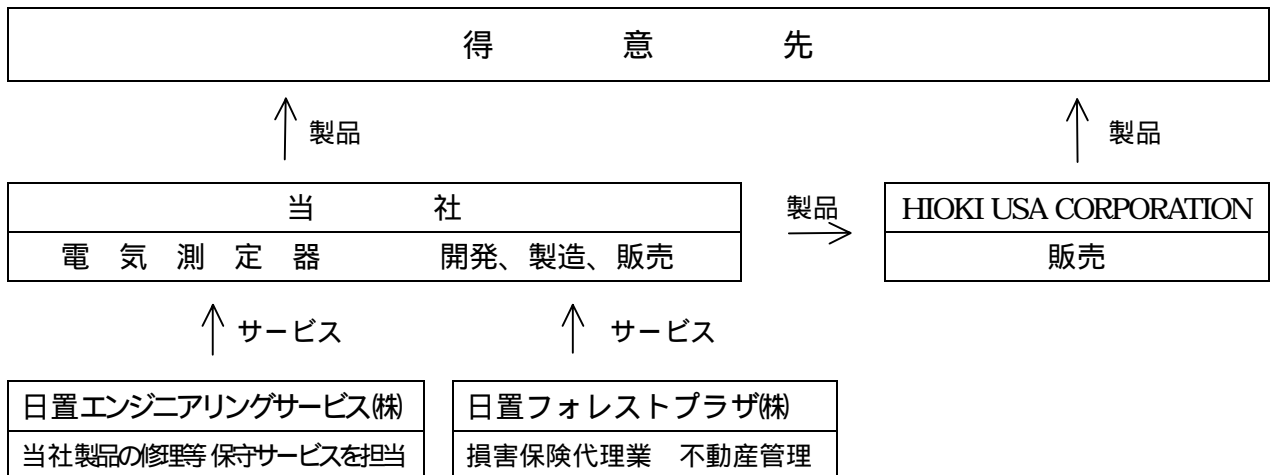 得意先
製品
製品
当社
製品
HIOKI USA CORPORATION
電気測定器 開発、製造、販売
販売
サービス
サービス
日置エンジニアリングサービス㈱
日置フォレストプラザ㈱
当社製品の修理等 保守サービスを担当
損害保険代理業 不動産管理